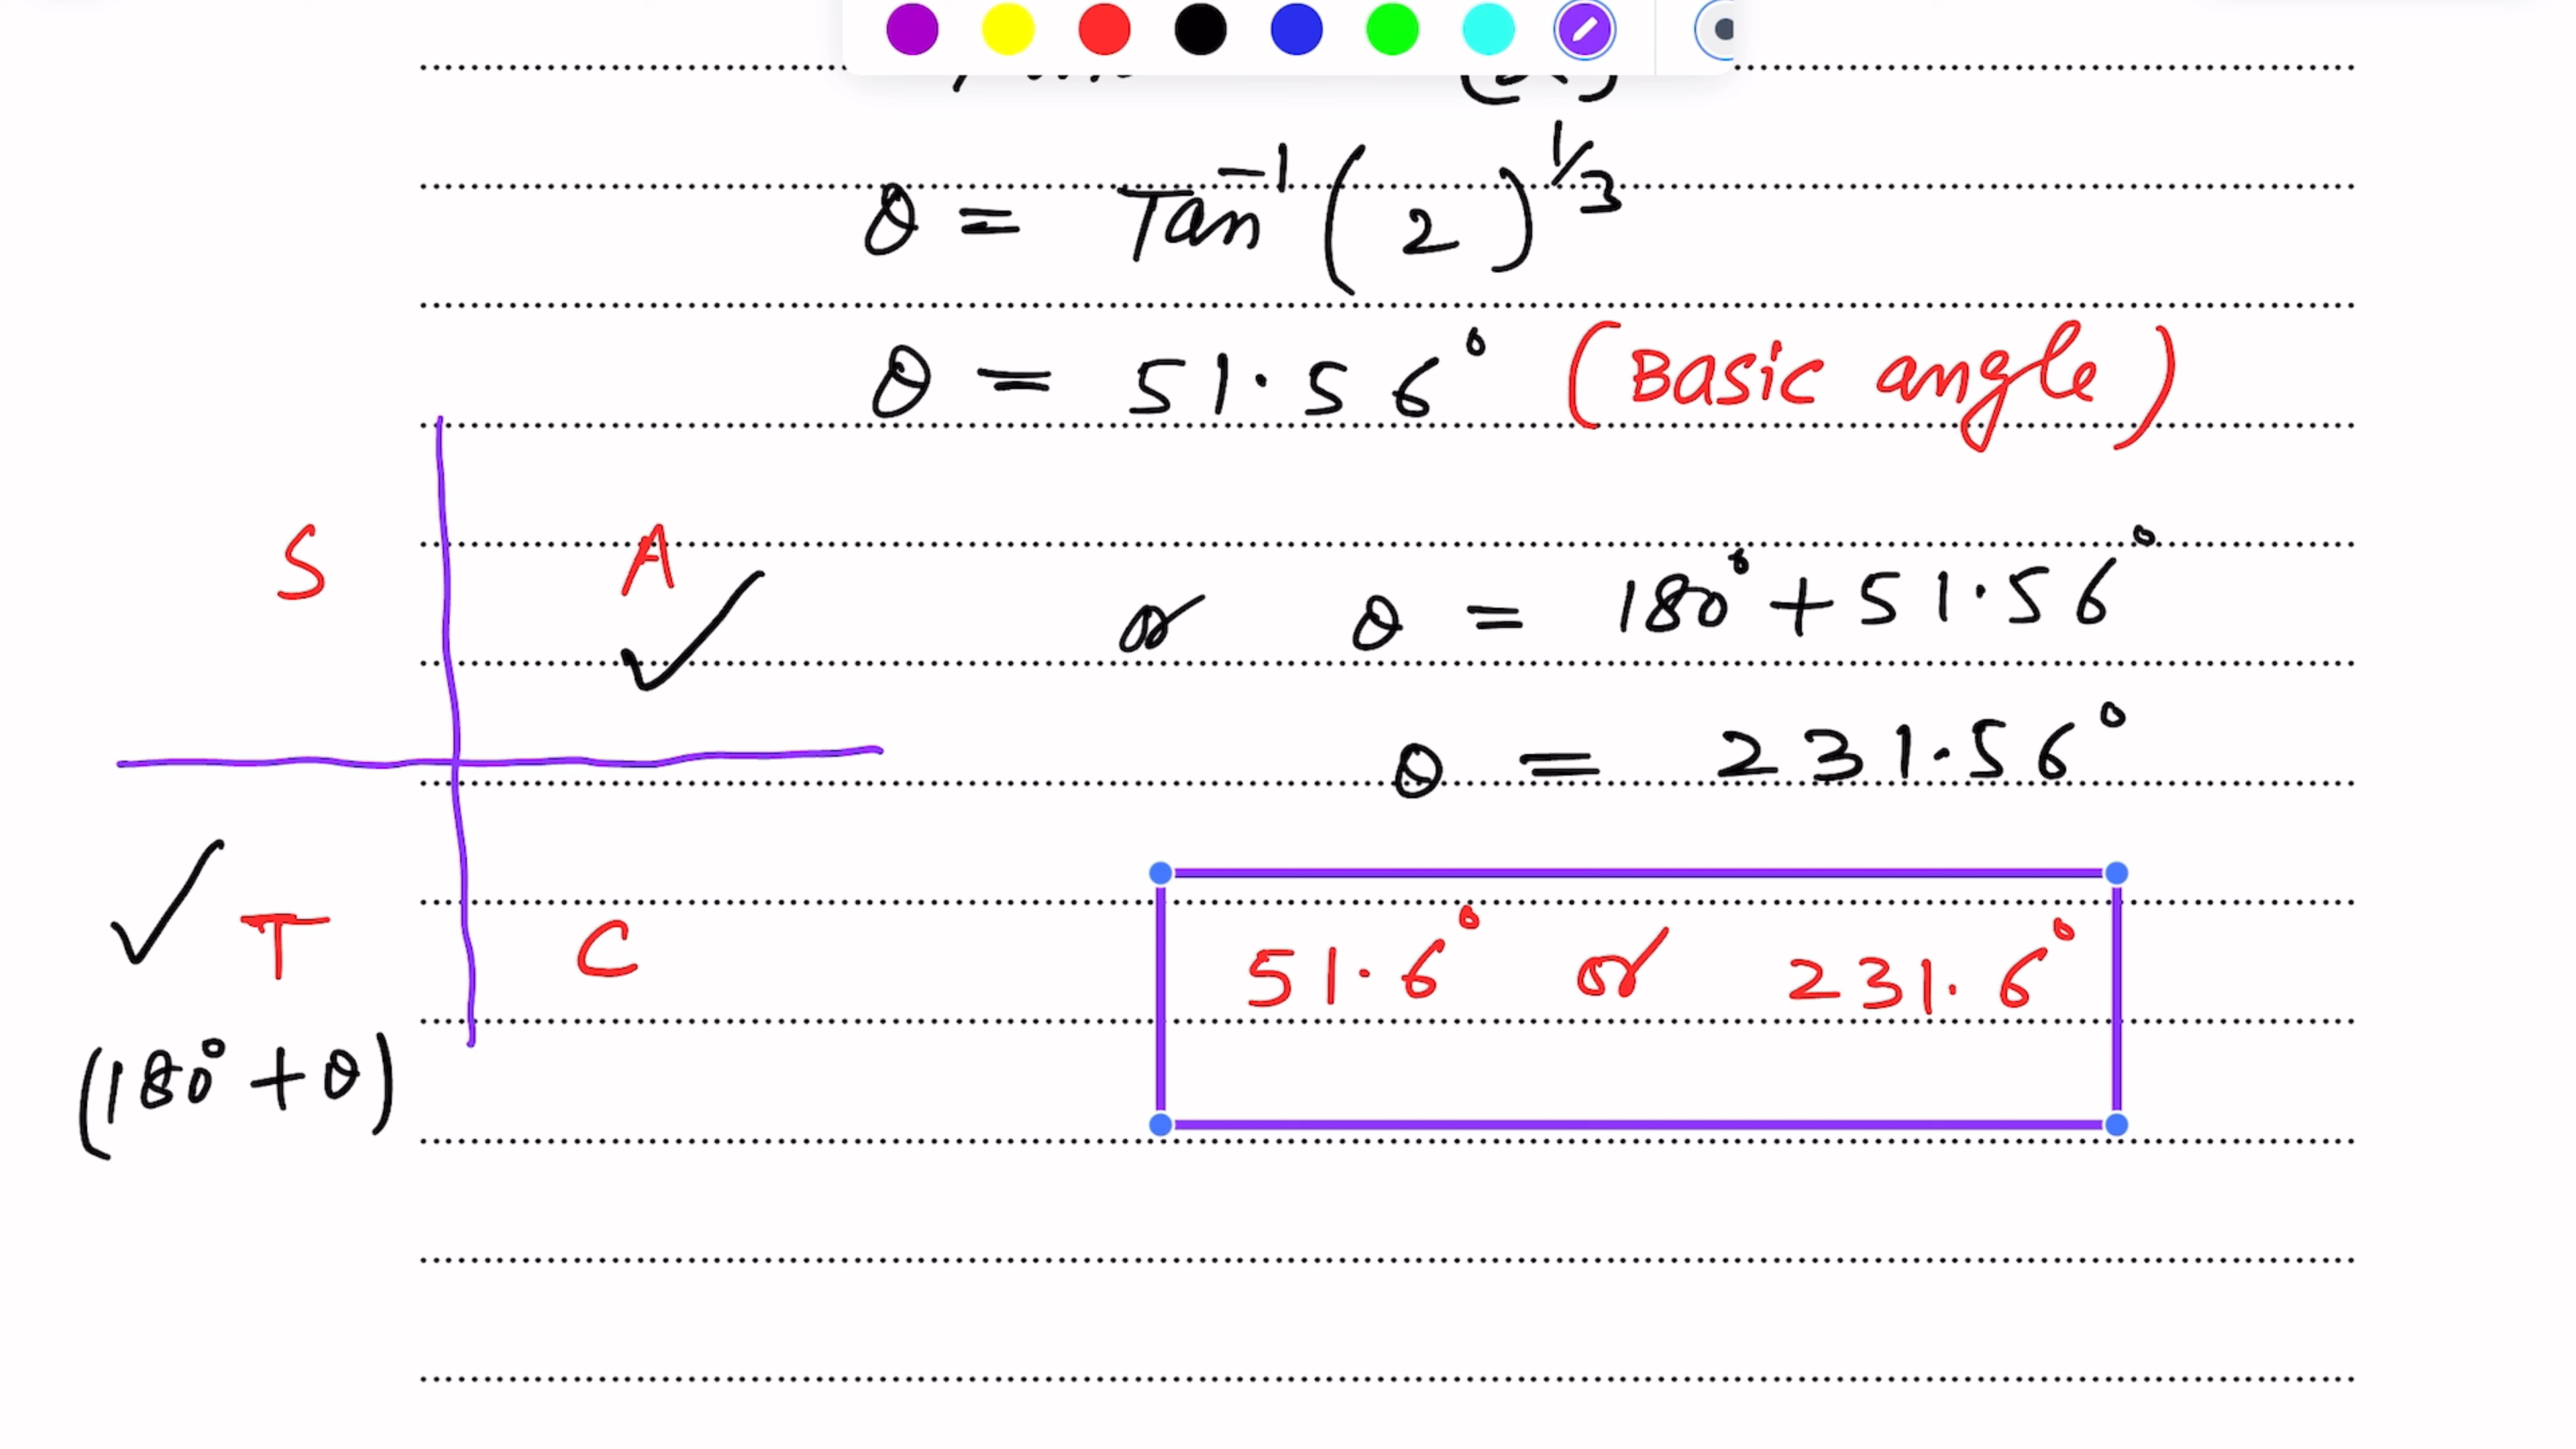 θ = Tan⁻¹ (2)^1/3
θ = 51.56° (Basic angle)
S A
or θ = 180° + 51.56°
θ = 231.56°
T C
51.6° or 231.6°
(180° + θ)